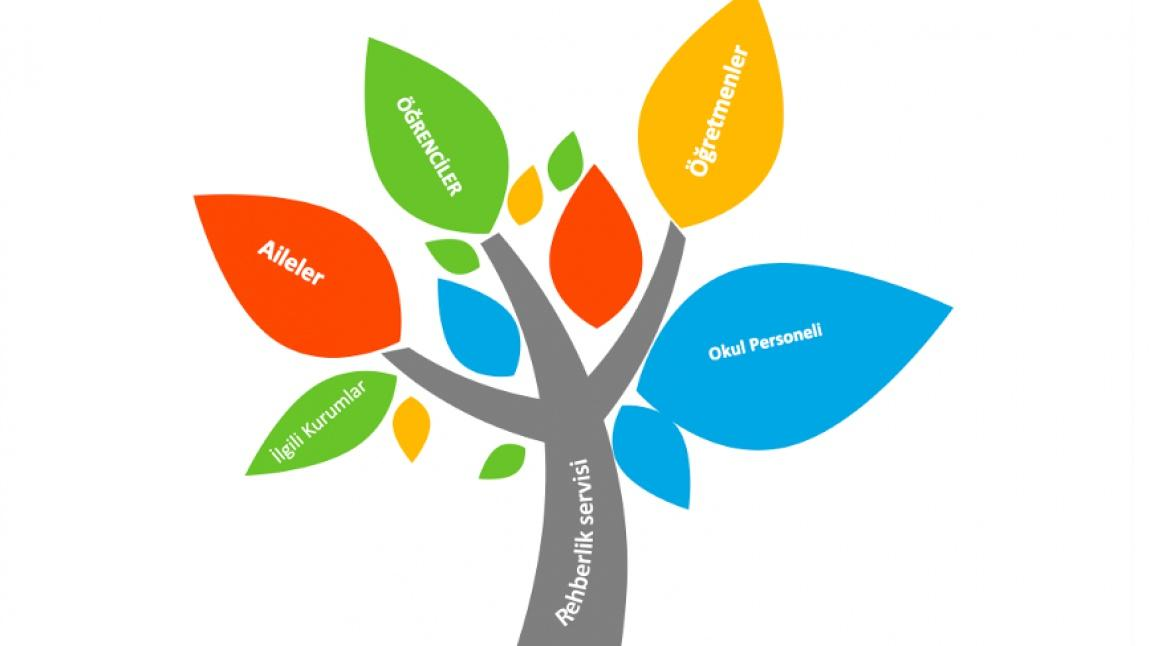 ÖĞRENCİLER
Öğretmenler
Aileler
Okul Personeli
İlgili Kurumlar
Rehberlik servisi